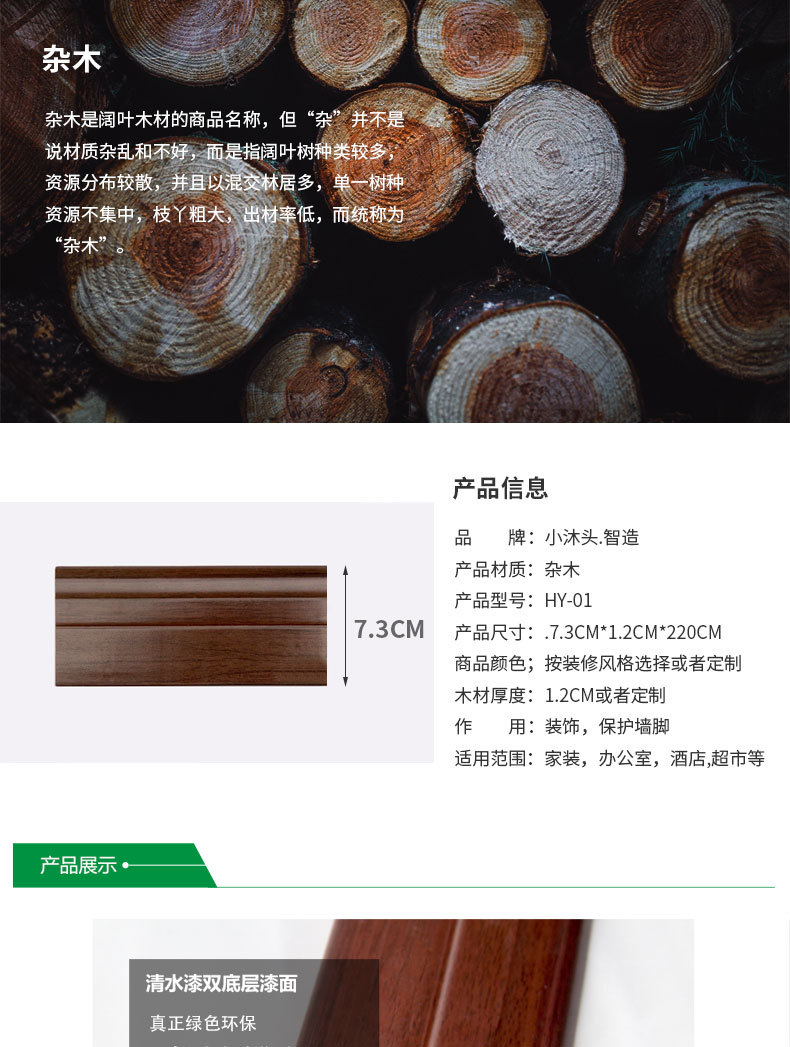 杂木
杂木是阔叶木材的商品名称，但“杂”并不是
说材质杂乱和不好，而是指阔叶树种类较多，
资源分布较散，并且以混交林居多，单一树种
资源不集中，枝丫粗大，出材率低，而统称为
“杂木”。
产品信息
品　　牌：小沐头.智造
产品材质：杂木
产品型号：HY-01
产品尺寸：.7.3CM*1.2CM*220CM
商品颜色；按装修风格选择或者定制
木材厚度：1.2CM或者定制
作　　用：装饰，保护墙脚
适用范围：家装，办公室，酒店,超市等
7.3CM
产品展示
清水漆双底层漆面
真正绿色环保